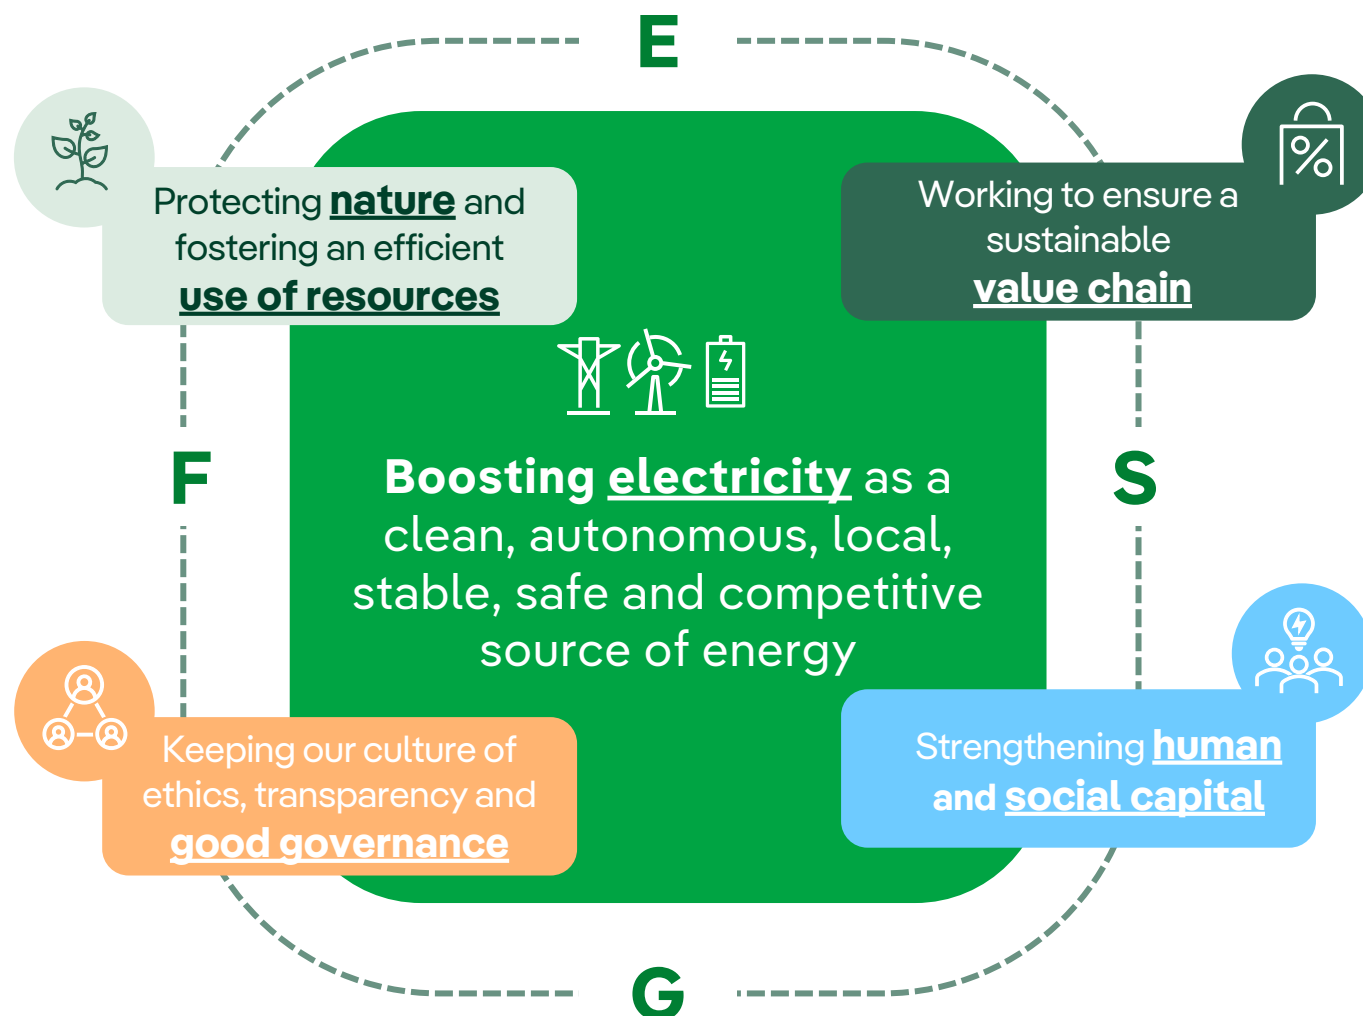 E
Protecting nature and
fostering an efficient
use of resources
Working to ensure a
sustainable
value chain
F
Boosting electricity as a
clean, autonomous, local,
stable, safe and competitive
source of energy
S
Keeping our culture of
ethics, transparency and
good governance
Strengthening human
and social capital
G